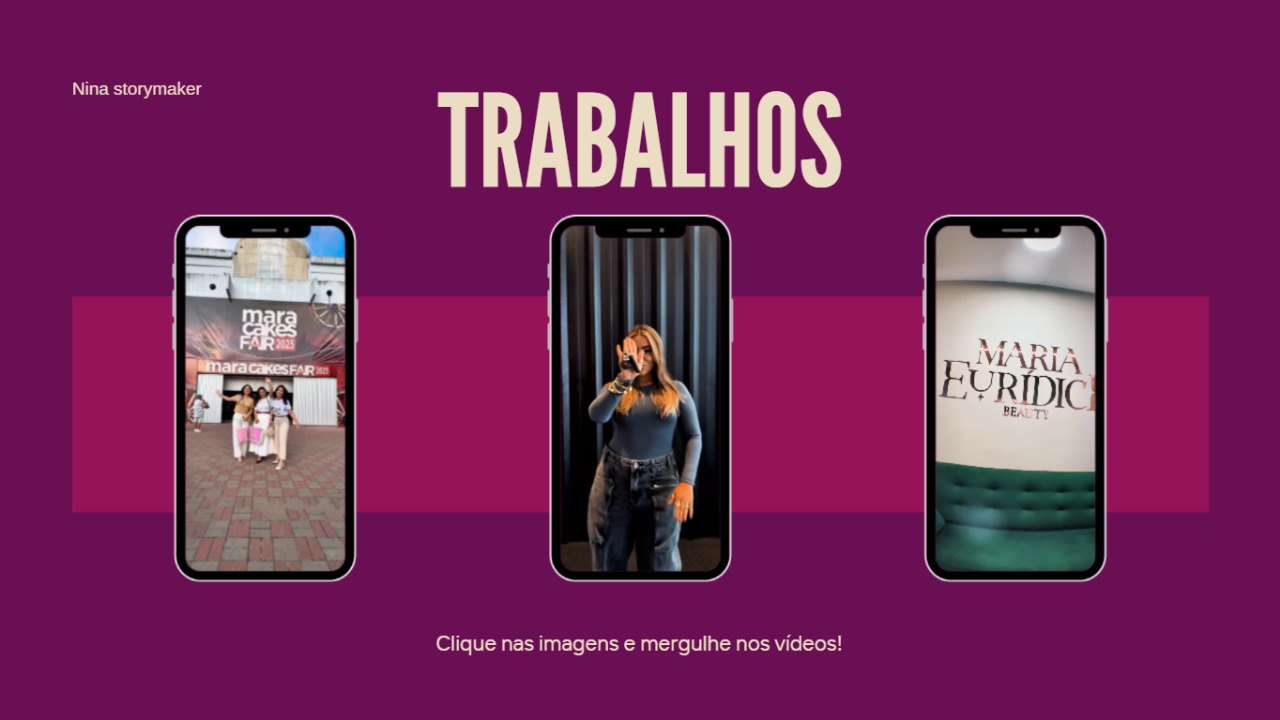 Nina storymaker
TRABALHOS
mara
cakes
FAIR 2025
mara cakes FAIR 2025
MARIA
EURÍDIC
BEAUTY
Clique nas imagens e mergulhe nos vídeos!